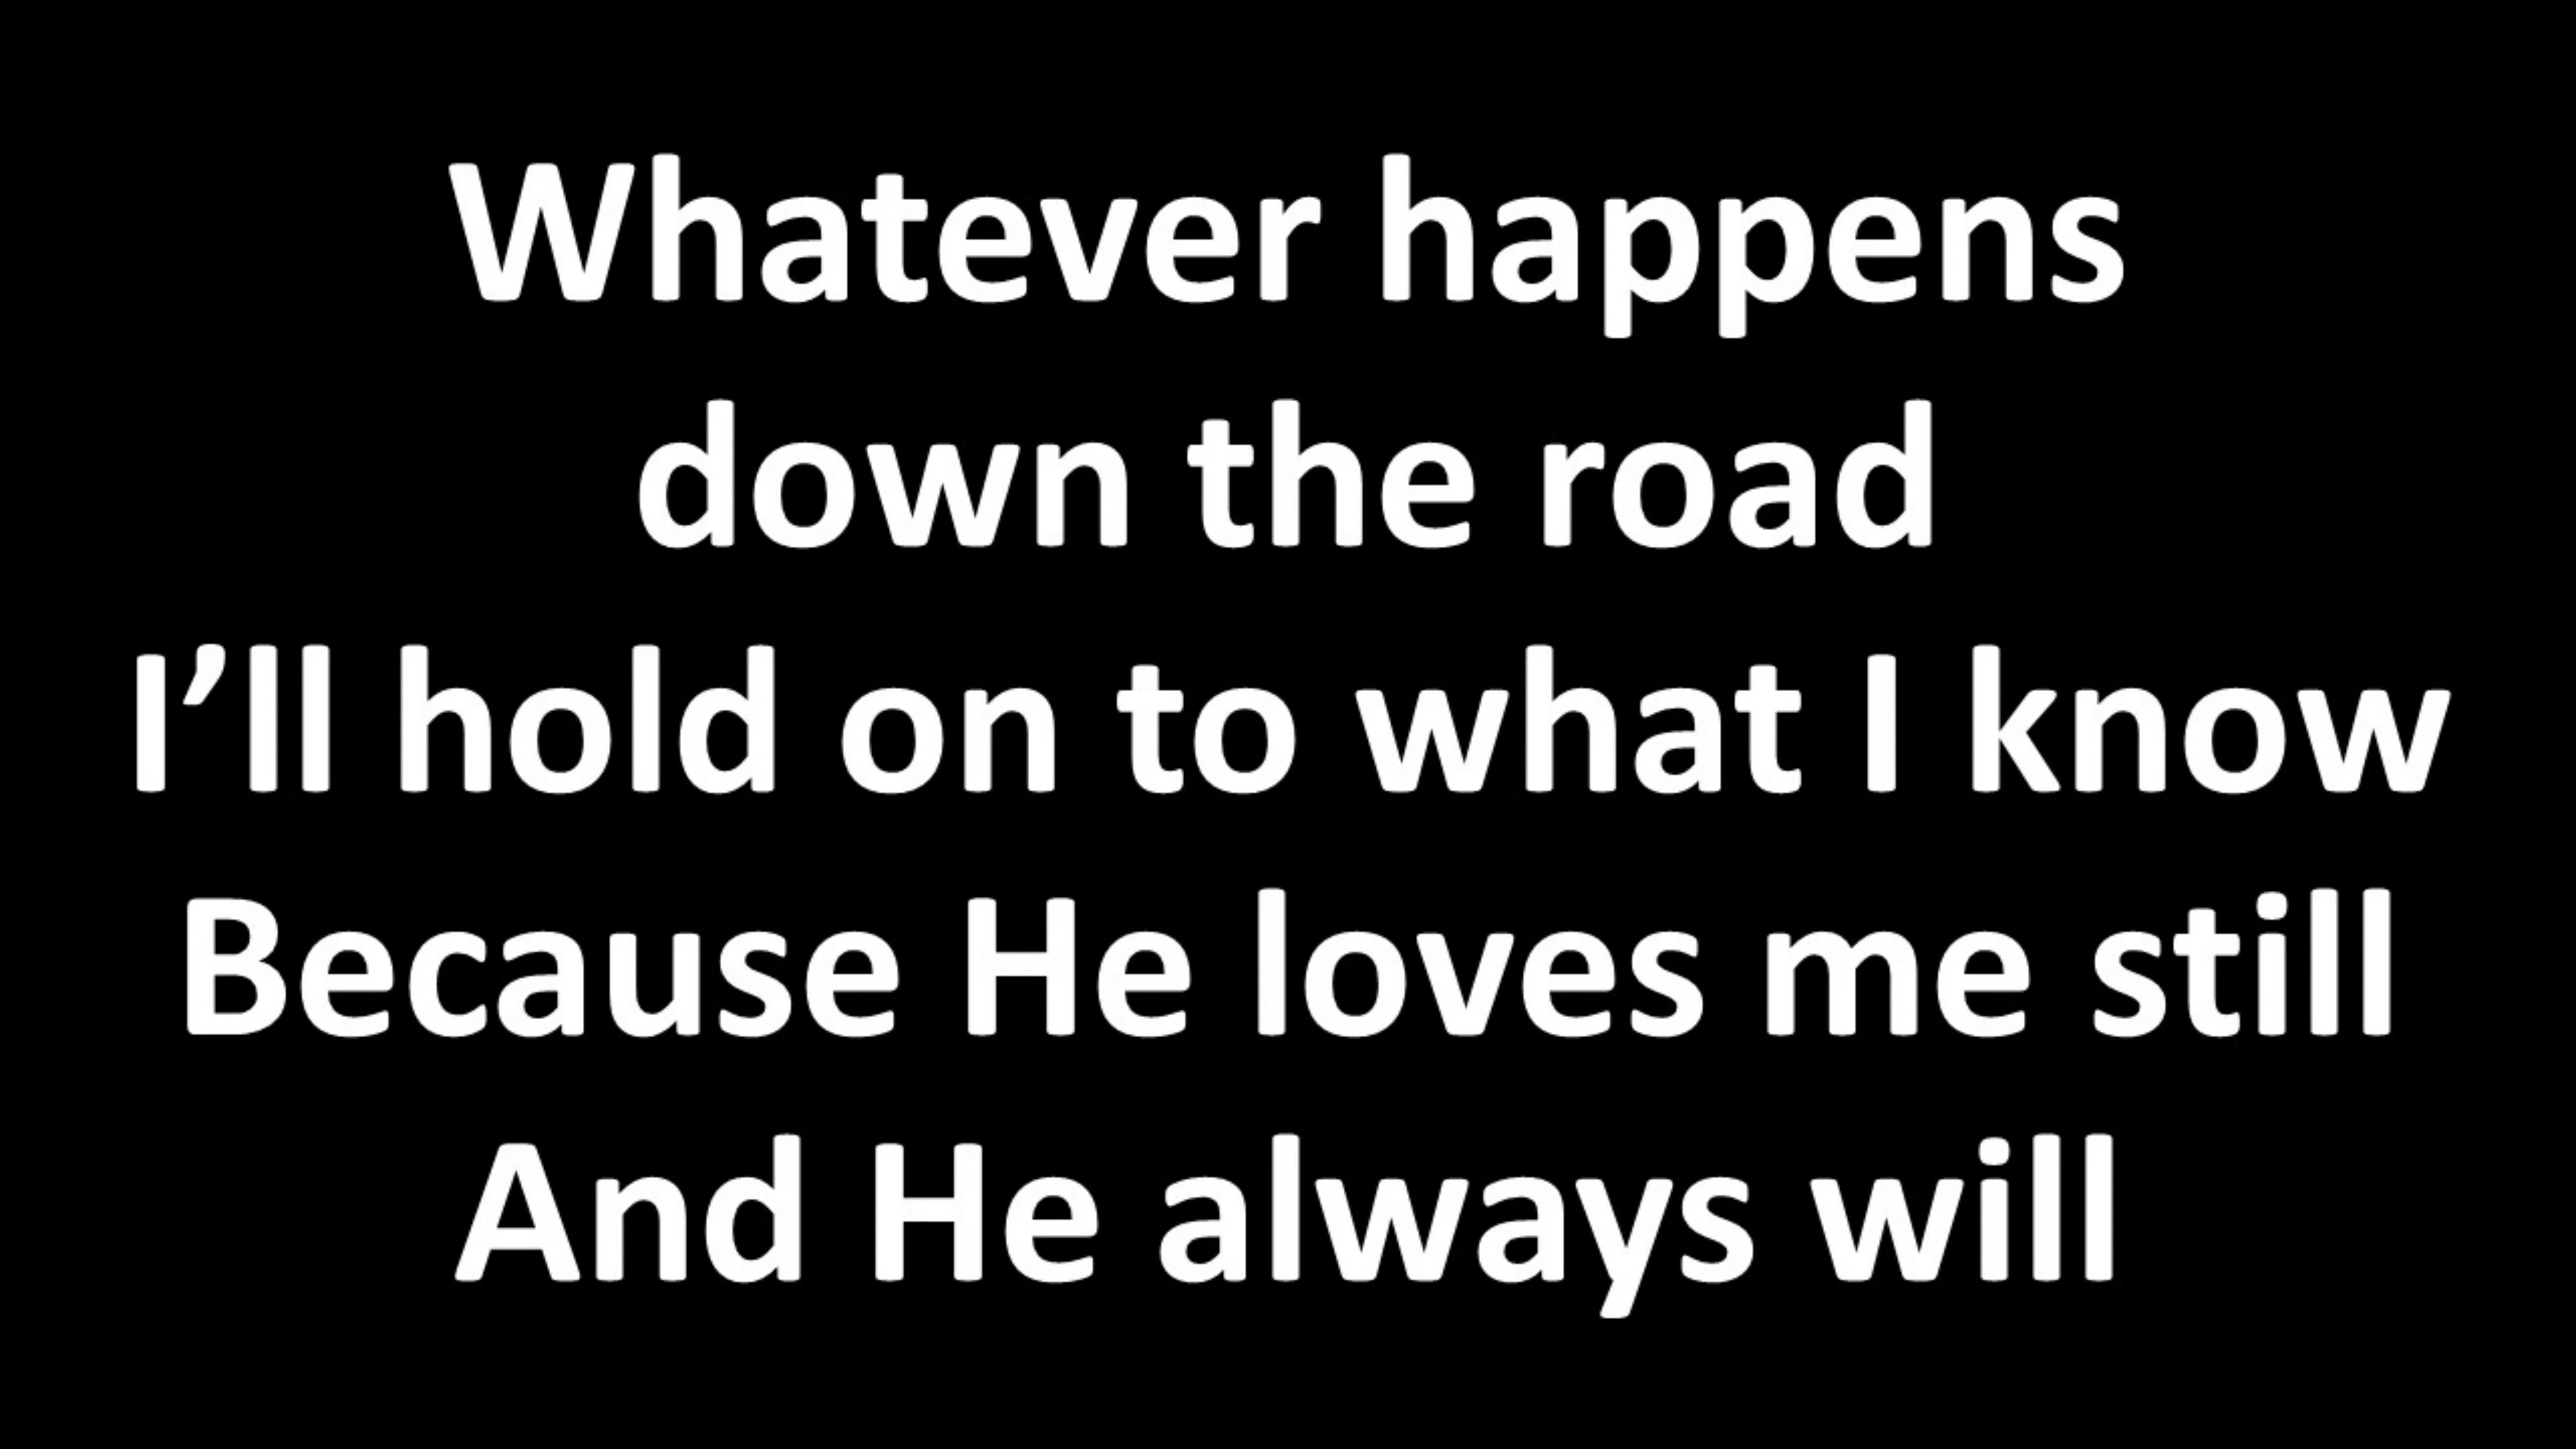 Whatever happens
down the road
I’ll hold on to what I know
Because He loves me still
And He always will